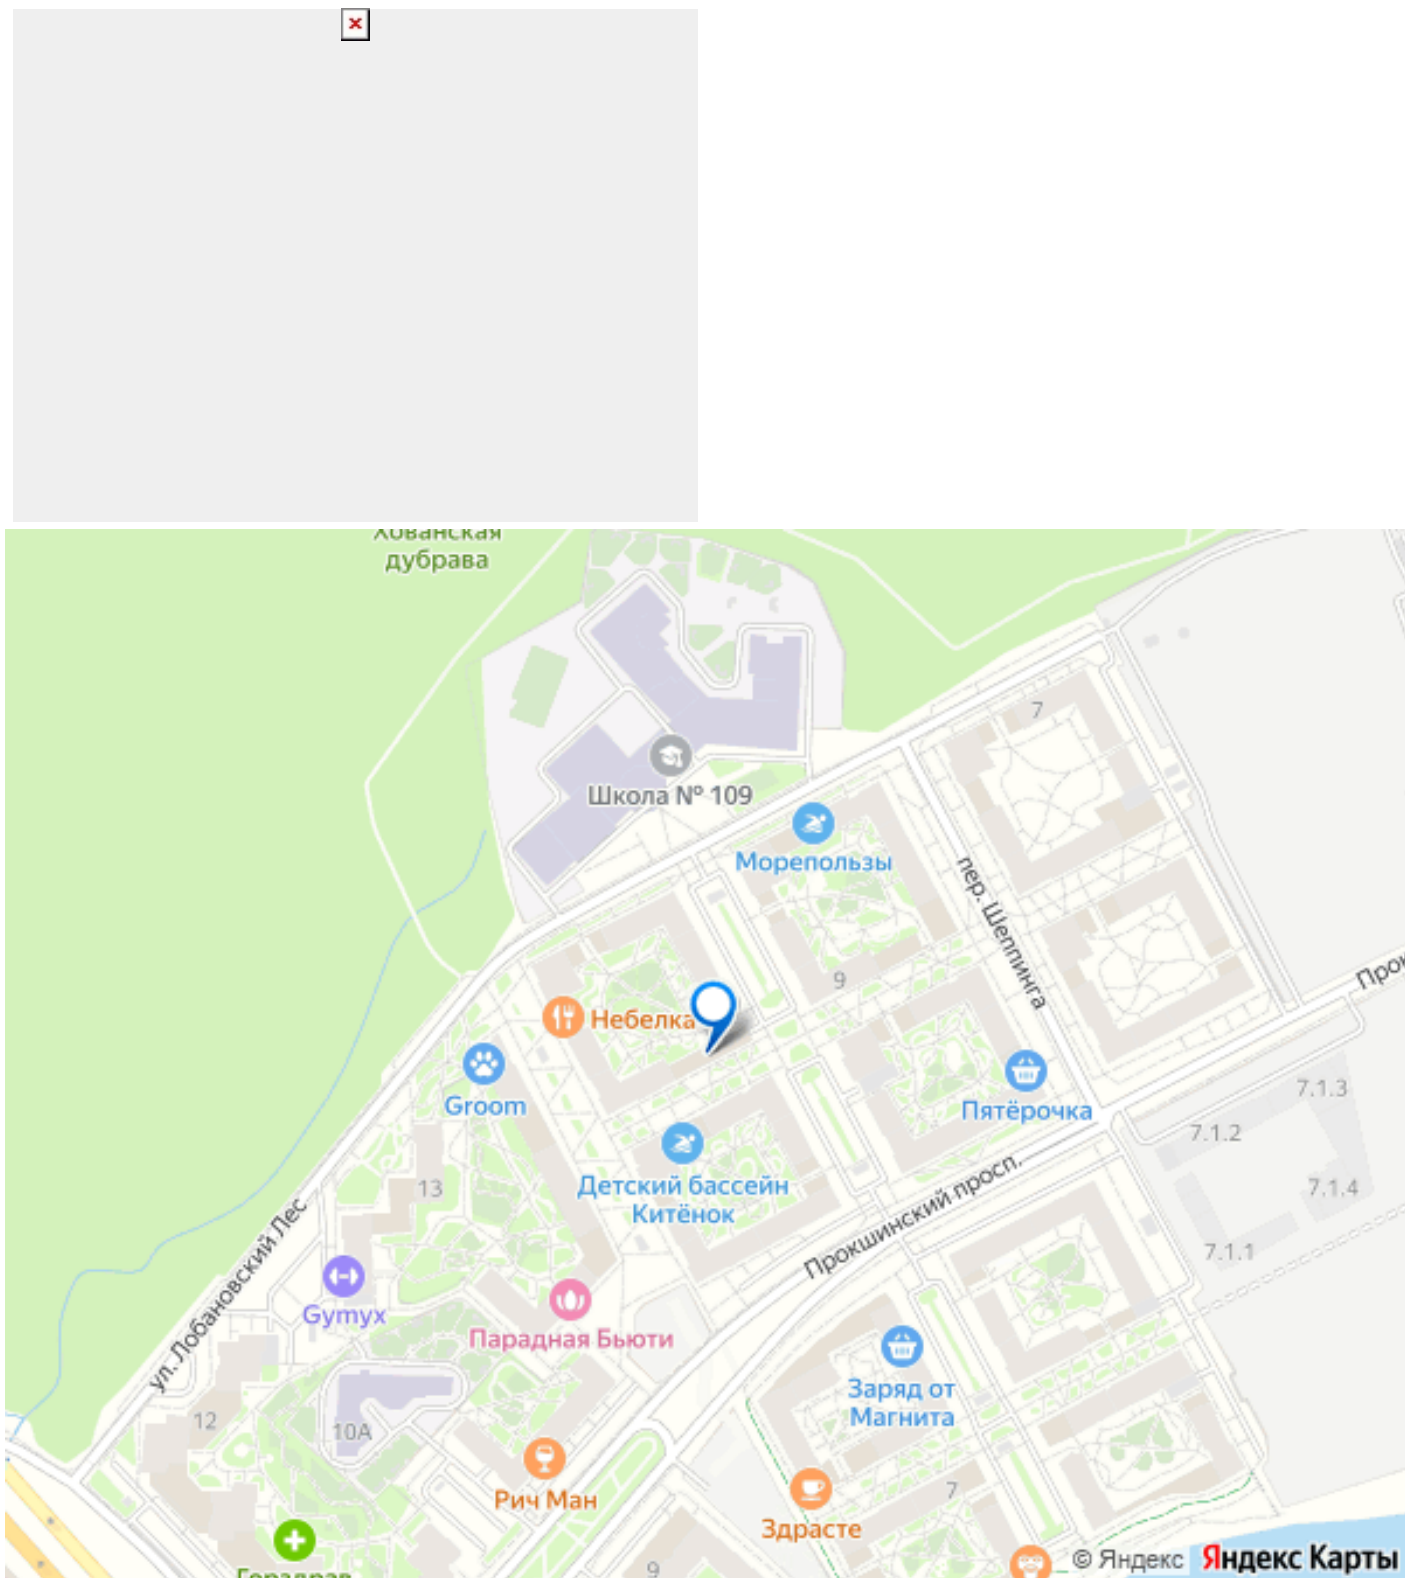 Хованская
дубрава
7
Школа № 109
Морепользы
пер. Шеппинга
9
Небелка
Groom
Пятёрочка
7.1.3
7.1.2
13
Детский бассейн
Китёнок
7.1.4
Прокшинский просп.
7.1.1
ул. Лобановский Лес
Gymyx
Парадная Бьюти
Заряд от
Магнита
12
10А
7
Рич Ман
Здрасте
9
© Яндекс Яндекс Карты